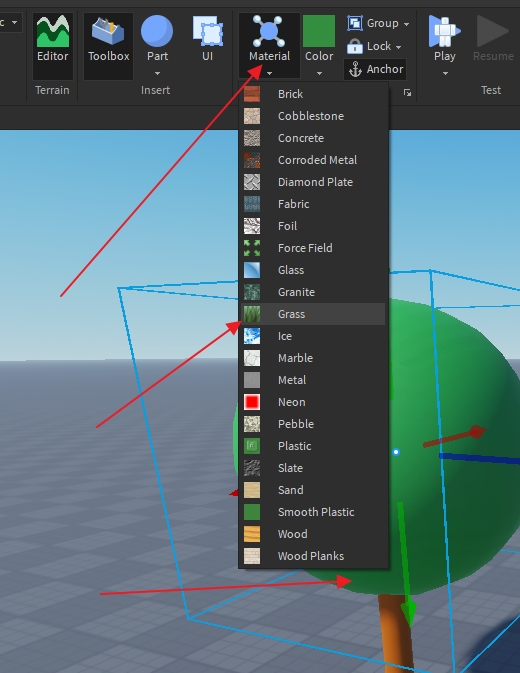 c
Editor
Toolbox
Part
UI
Material
Color
Group
Lock
Anchor
Play
Resume
Terrain
Insert
Test
Brick
Cobblestone
Concrete
Corroded Metal
Diamond Plate
Fabric
Foil
Force Field
Glass
Granite
Grass
Ice
Marble
Metal
Neon
Pebble
Plastic
Slate
Sand
Smooth Plastic
Wood
Wood Planks